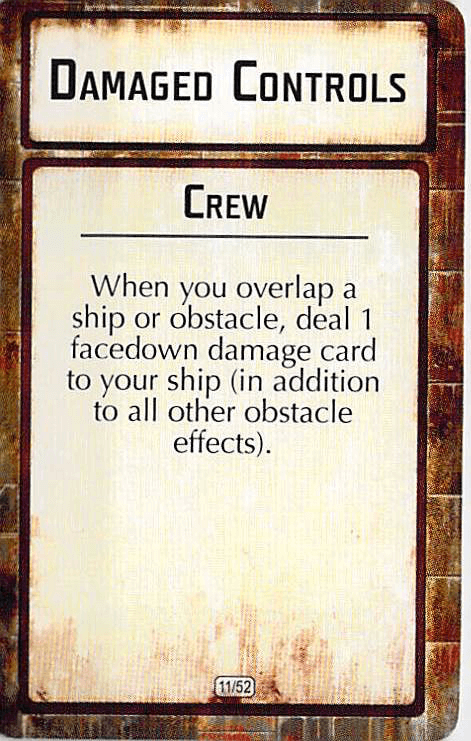 Damaged Controls
Crew
When you overlap a
ship or obstacle, deal 1
facedown damage card
to your ship (in addition
to all other obstacle
effects).
11/52